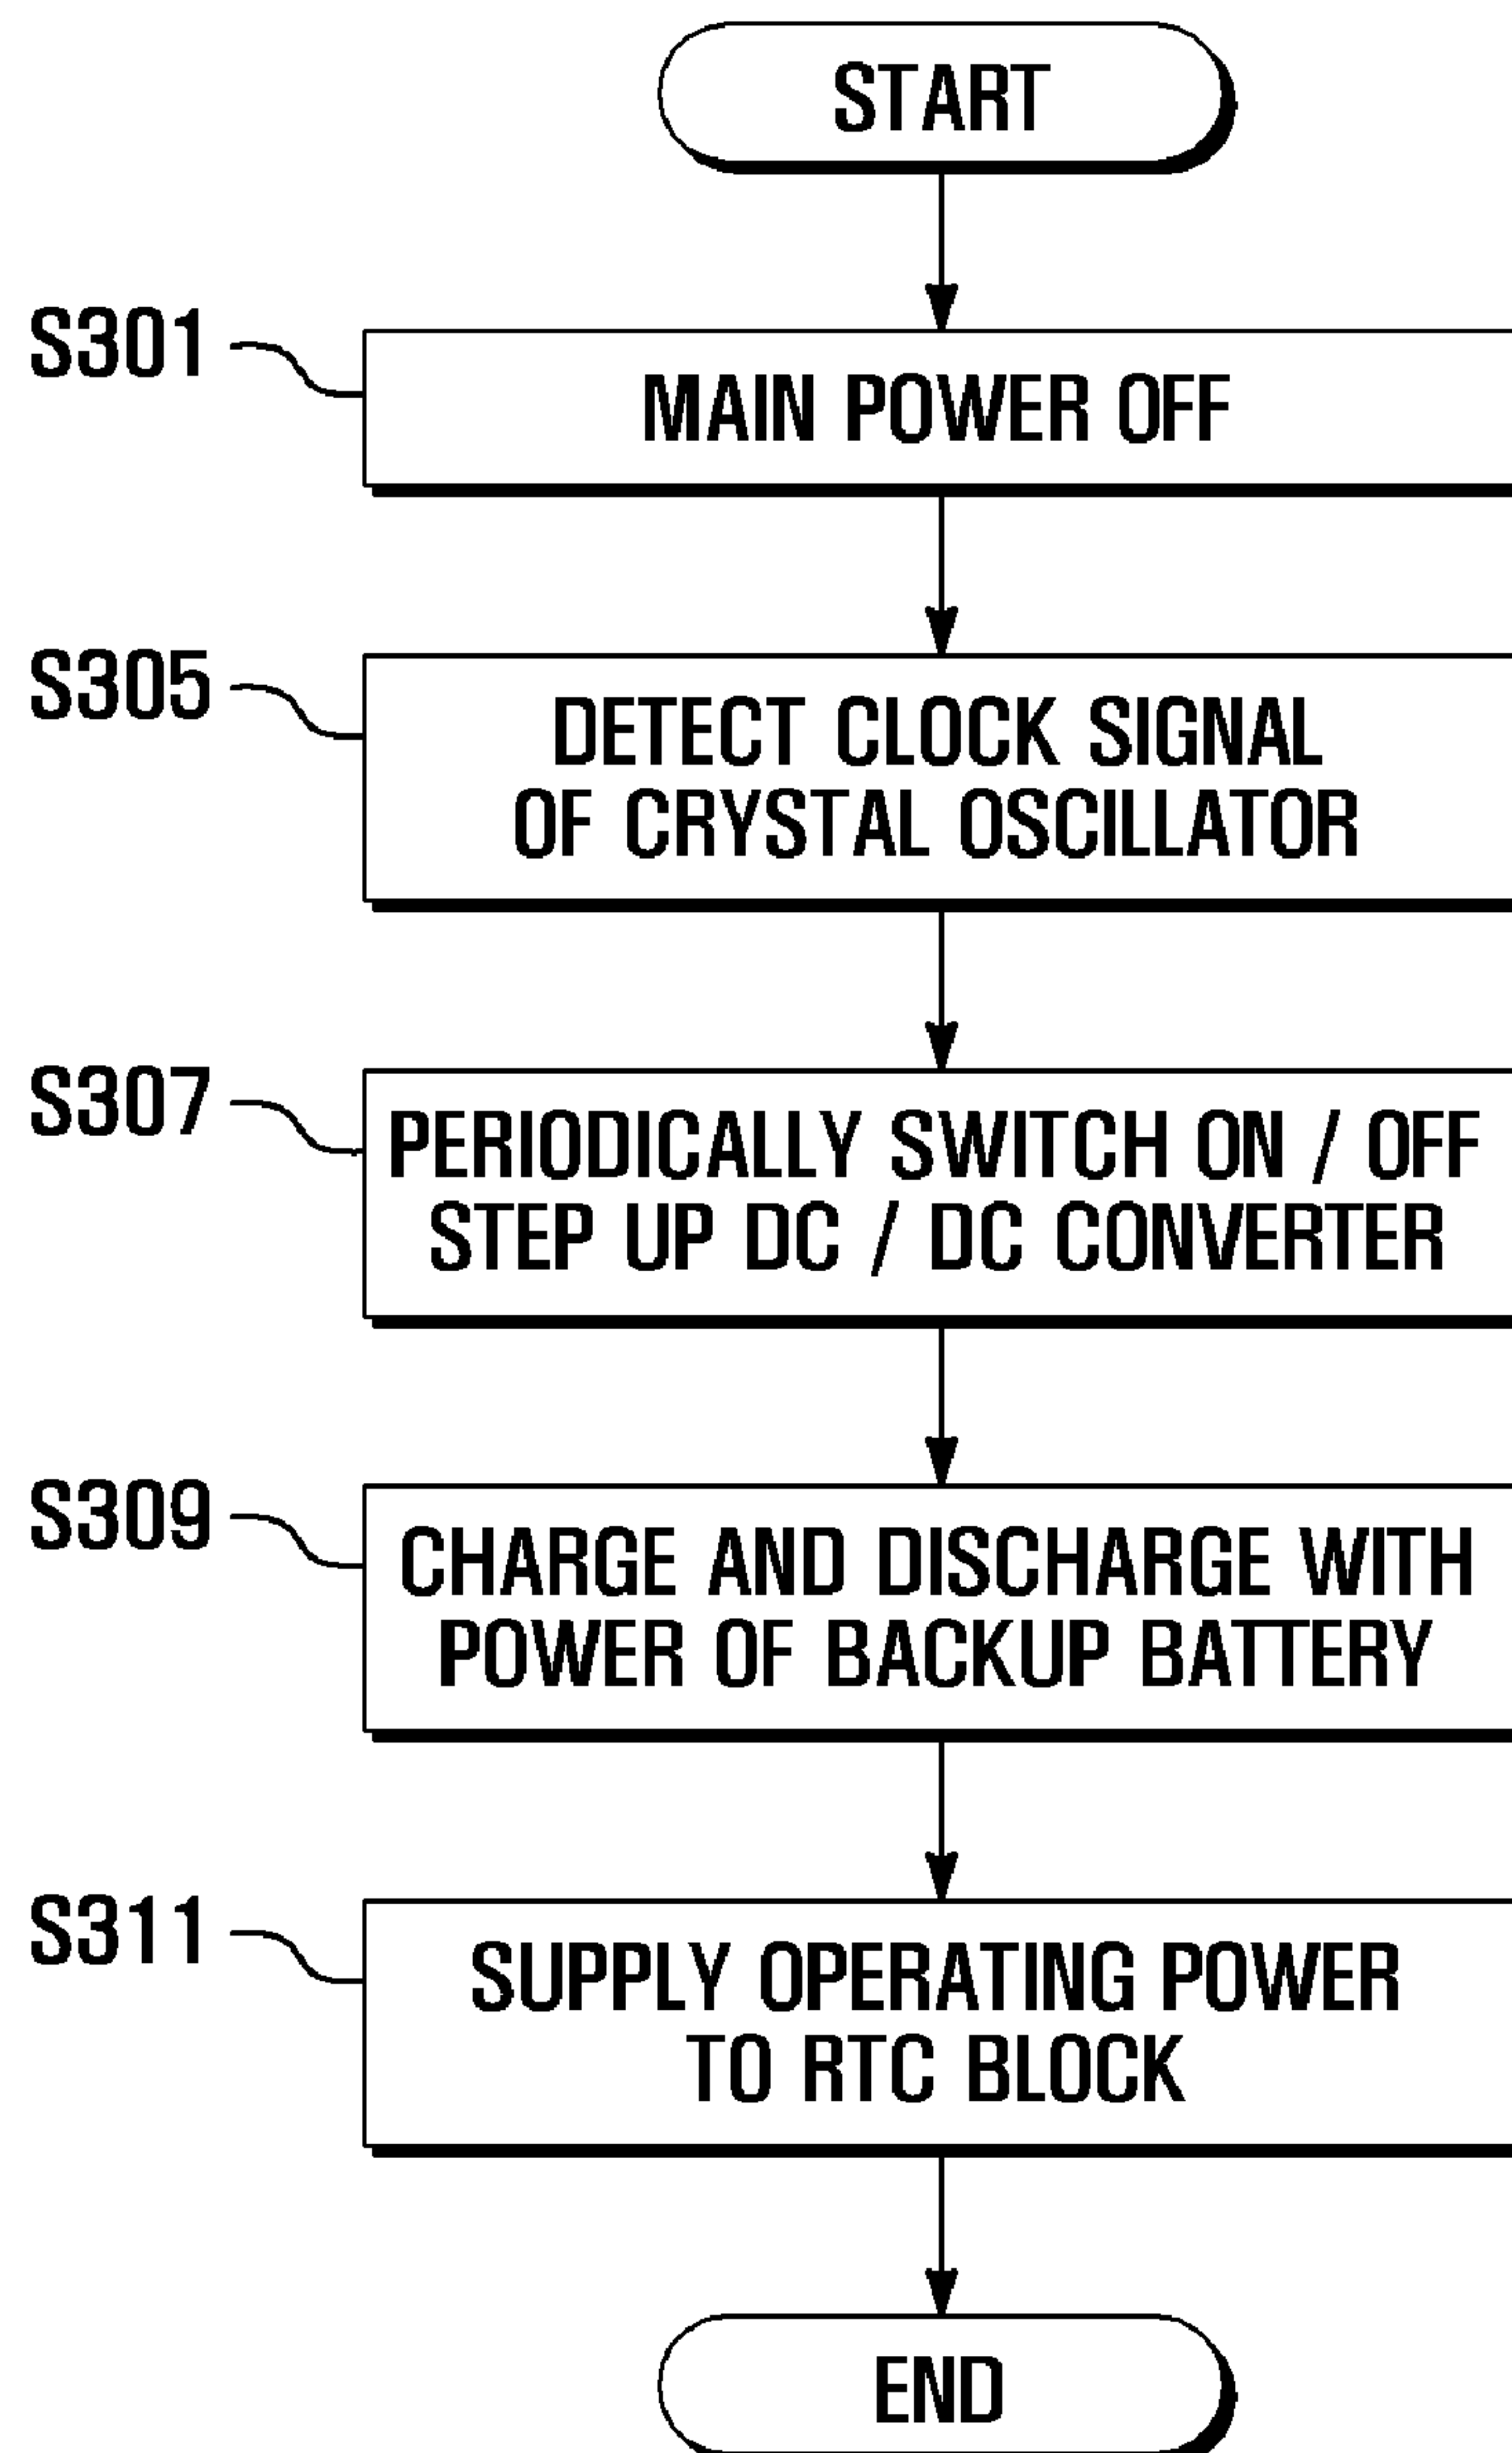 START
S301
MAIN POWER OFF
S305
DETECT CLOCK SIGNAL
OF CRYSTAL OSCILLATOR
S307
PERIODICALLY SWITCH ON / OFF
STEP UP DC / DC CONVERTER
S309
CHARGE AND DISCHARGE WITH
POWER OF BACKUP BATTERY
S311
SUPPLY OPERATING POWER
TO RTC BLOCK
END